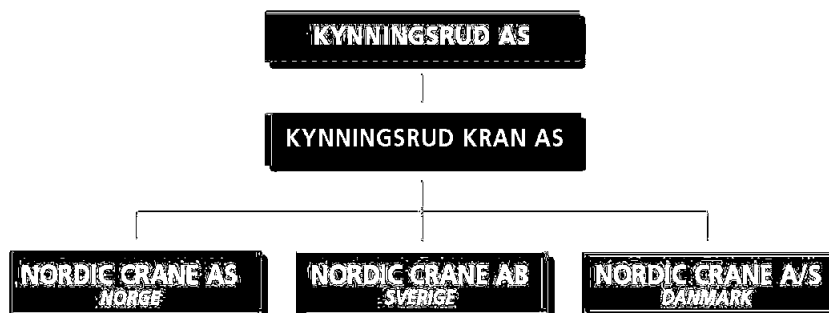 KYNNINGSRUD AS
KYNNINGSRUD KRAN AS
NORDIC CRANE AS
NORGE
NORDIC CRANE AB
SVERIGE
NORDIC CRANE A/S
DANMARK